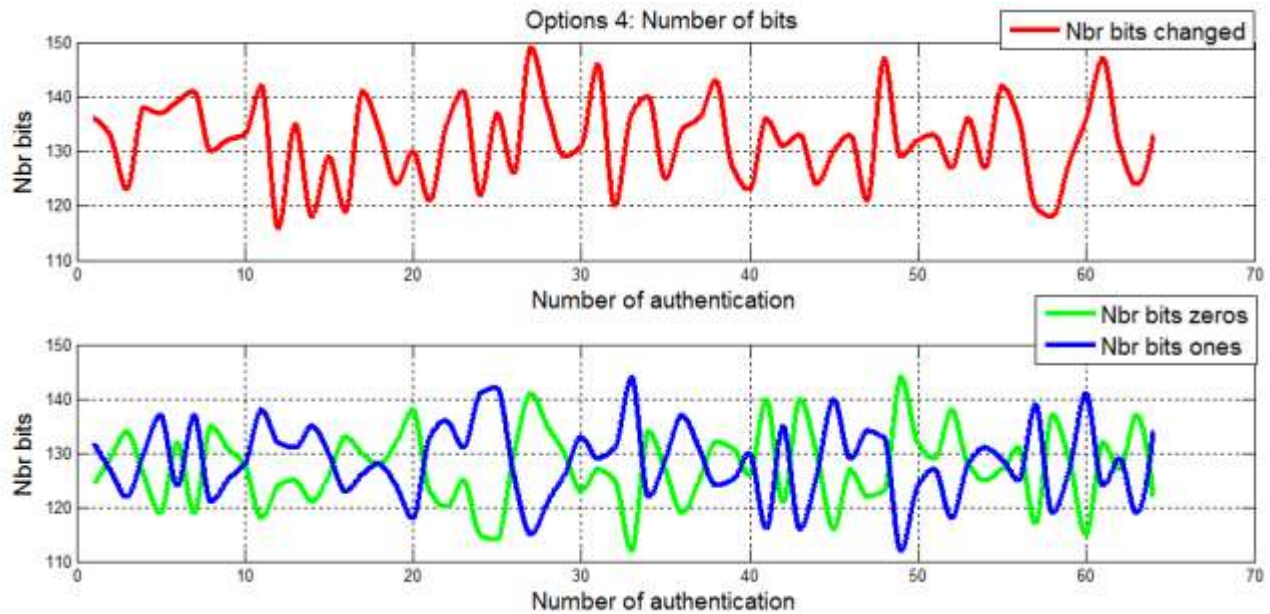 Options 4: Number of bits
Nbr bits changed
Nbr bits
150
140
130
120
110
0 10 20 30 40 50 60 70
Number of authentication
Nbr bits zeros
Nbr bits ones
Nbr bits
150
140
130
120
110
0 10 20 30 40 50 60 70
Number of authentication